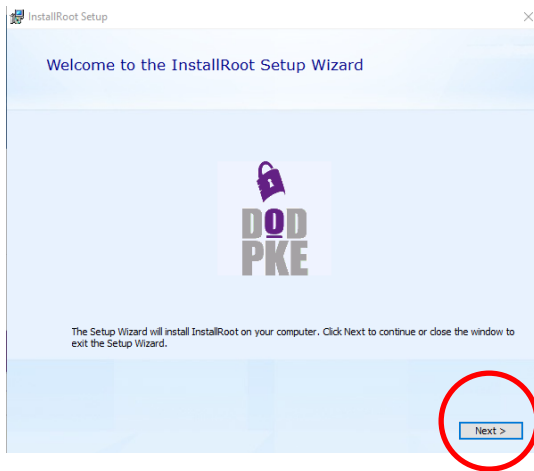 InstallRoot Setup
Welcome to the InstallRoot Setup Wizard
DOD
PKE
The Setup Wizard will install InstallRoot on your computer. Click Next to continue or close the window to
exit the Setup Wizard.
Next >